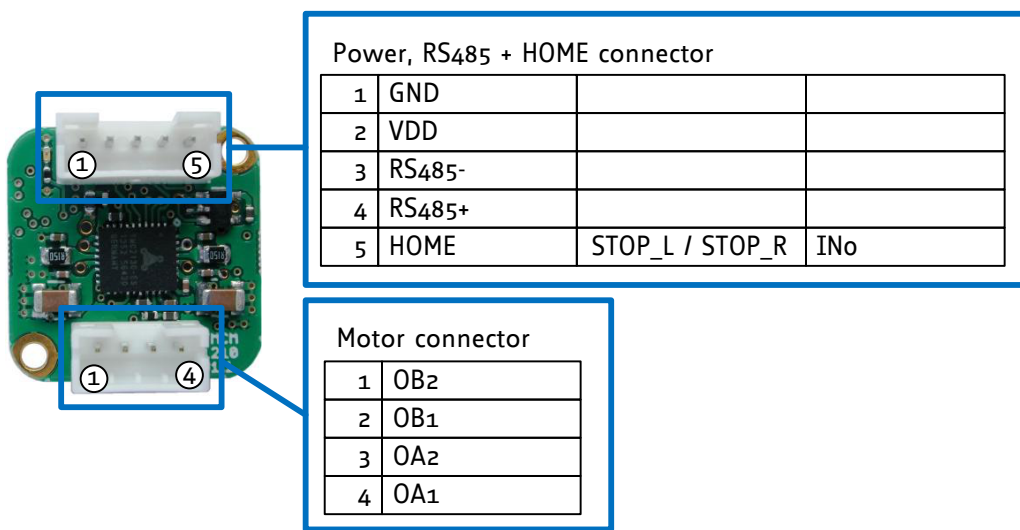 Power, RS485 + HOME connector
1 GND
2 VDD
3 RS485-
4 RS485+
5 HOME STOP_L / STOP_R IN0
1 5
1 4
Motor connector
1 OB2
2 OB1
3 OA2
4 OA1